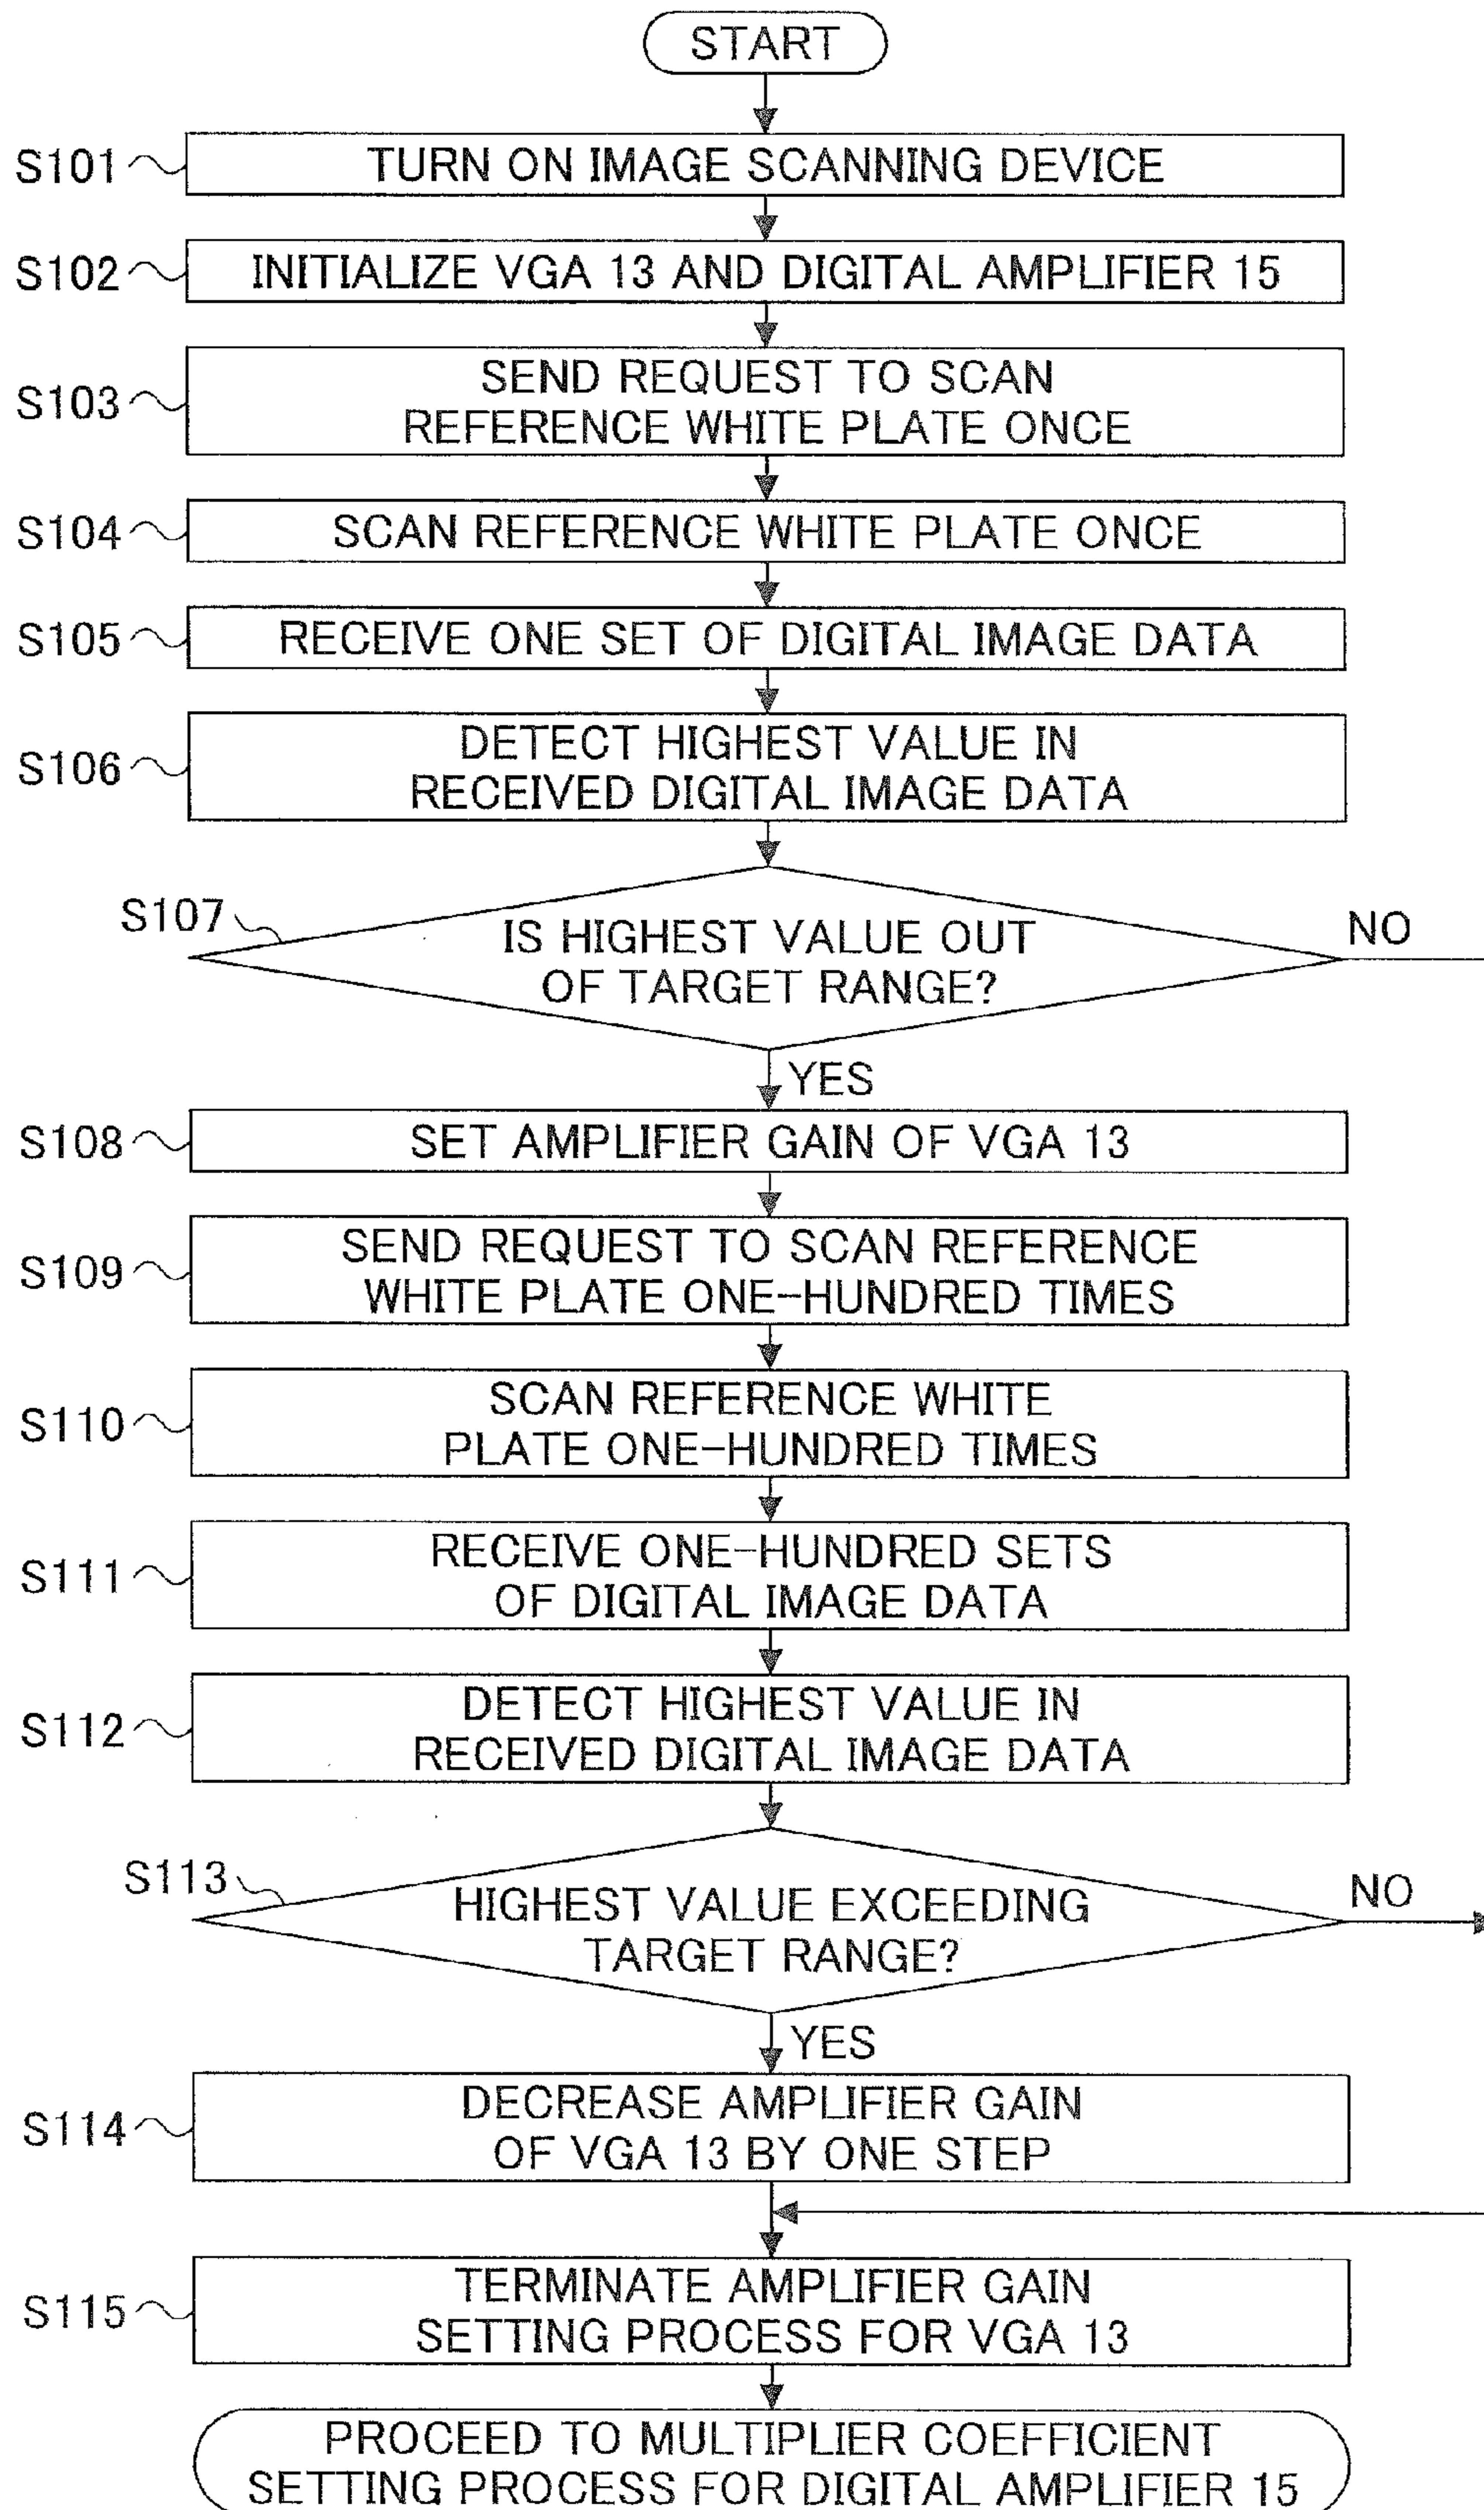 START
S101
TURN ON IMAGE SCANNING DEVICE
S102
INITIALIZE VGA 13 AND DIGITAL AMPLIFIER 15
S103
SEND REQUEST TO SCAN
REFERENCE WHITE PLATE ONCE
S104
SCAN REFERENCE WHITE PLATE ONCE
S105
RECEIVE ONE SET OF DIGITAL IMAGE DATA
S106
DETECT HIGHEST VALUE IN
RECEIVED DIGITAL IMAGE DATA
S107
IS HIGHEST VALUE OUT
OF TARGET RANGE?
NO
YES
S108
SET AMPLIFIER GAIN OF VGA 13
S109
SEND REQUEST TO SCAN REFERENCE
WHITE PLATE ONE-HUNDRED TIMES
S110
SCAN REFERENCE WHITE
PLATE ONE-HUNDRED TIMES
S111
RECEIVE ONE-HUNDRED SETS
OF DIGITAL IMAGE DATA
S112
DETECT HIGHEST VALUE IN
RECEIVED DIGITAL IMAGE DATA
S113
HIGHEST VALUE EXCEEDING
TARGET RANGE?
NO
YES
S114
DECREASE AMPLIFIER GAIN
OF VGA 13 BY ONE STEP
S115
TERMINATE AMPLIFIER GAIN
SETTING PROCESS FOR VGA 13
PROCEED TO MULTIPLIER COEFFICIENT
SETTING PROCESS FOR DIGITAL AMPLIFIER 15